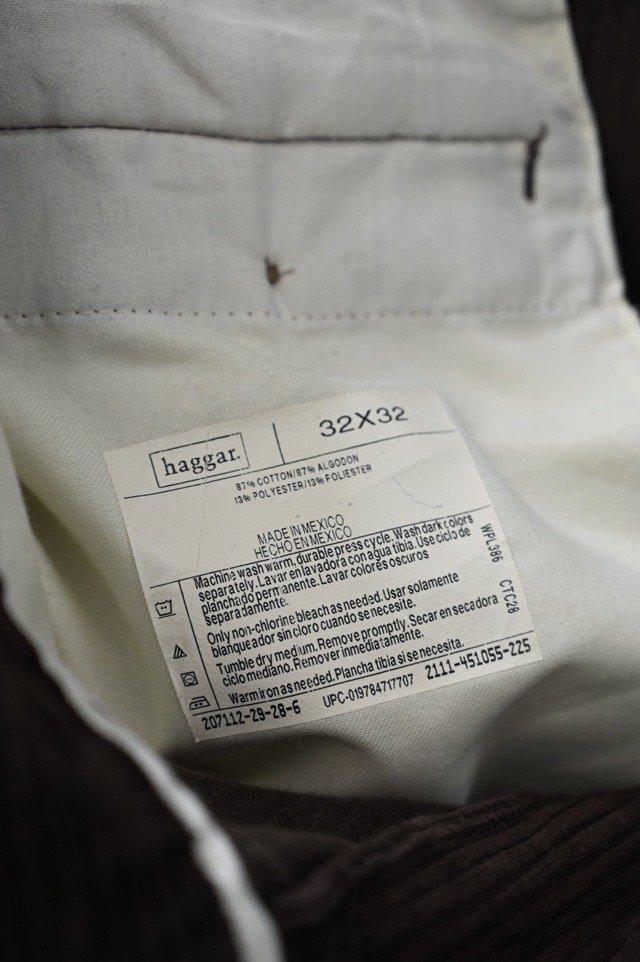 haggar.
32X32
87% COTTON/87% ALGODON
13% POLYESTER/13% POLIESTER
MADE IN MEXICO
HECHO EN MEXICO
Machine wash warm, durable press cycle. Wash dark colors
separately. Lavar en lavadora con agua tibia. Use ciclo de
planchado permanente. Lavar colores oscuros
separadamente.
Only non-chlorine bleach as needed. Usar solamente
blanqueador sin cloro cuando se necesite.
Tumble dry medium. Remove promptly. Secar en secadora
ciclo mediano. Remover inmediatamente.
Warm iron as needed. Plancha tibia si se necesita.
WPL386 CTC28
207112-29-28-6 UPC-019784717707 2111-451055-225